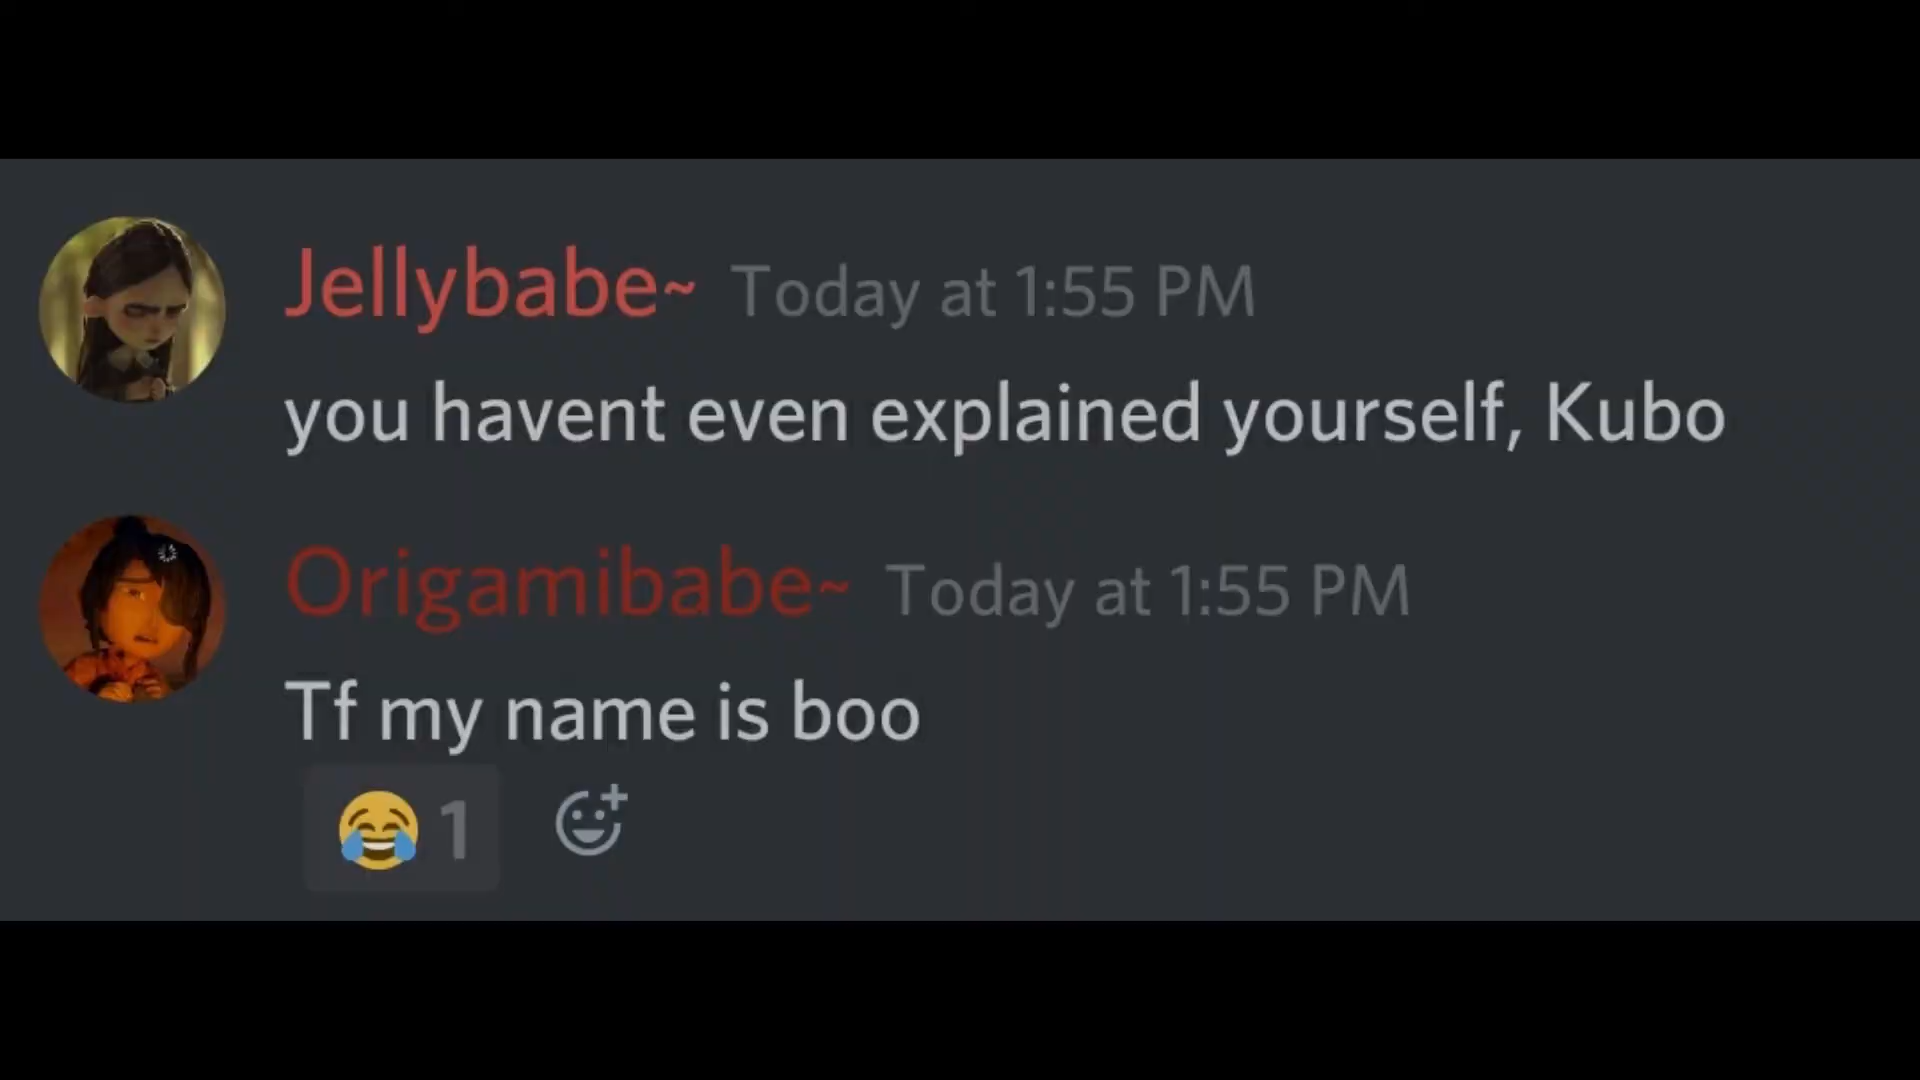 Jellybabe~ Today at 1:55 PM
you havent even explained yourself, Kubo
Origamibabe~ Today at 1:55 PM
Tf my name is boo
😂 1